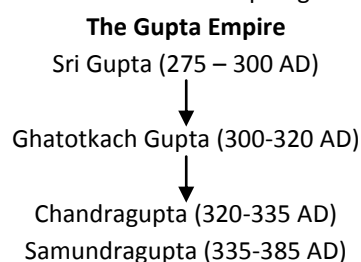 The Gupta Empire
Sri Gupta (275 – 300 AD)
Ghatotkach Gupta (300-320 AD)
Chandragupta (320-335 AD)
Samundragupta (335-385 AD)